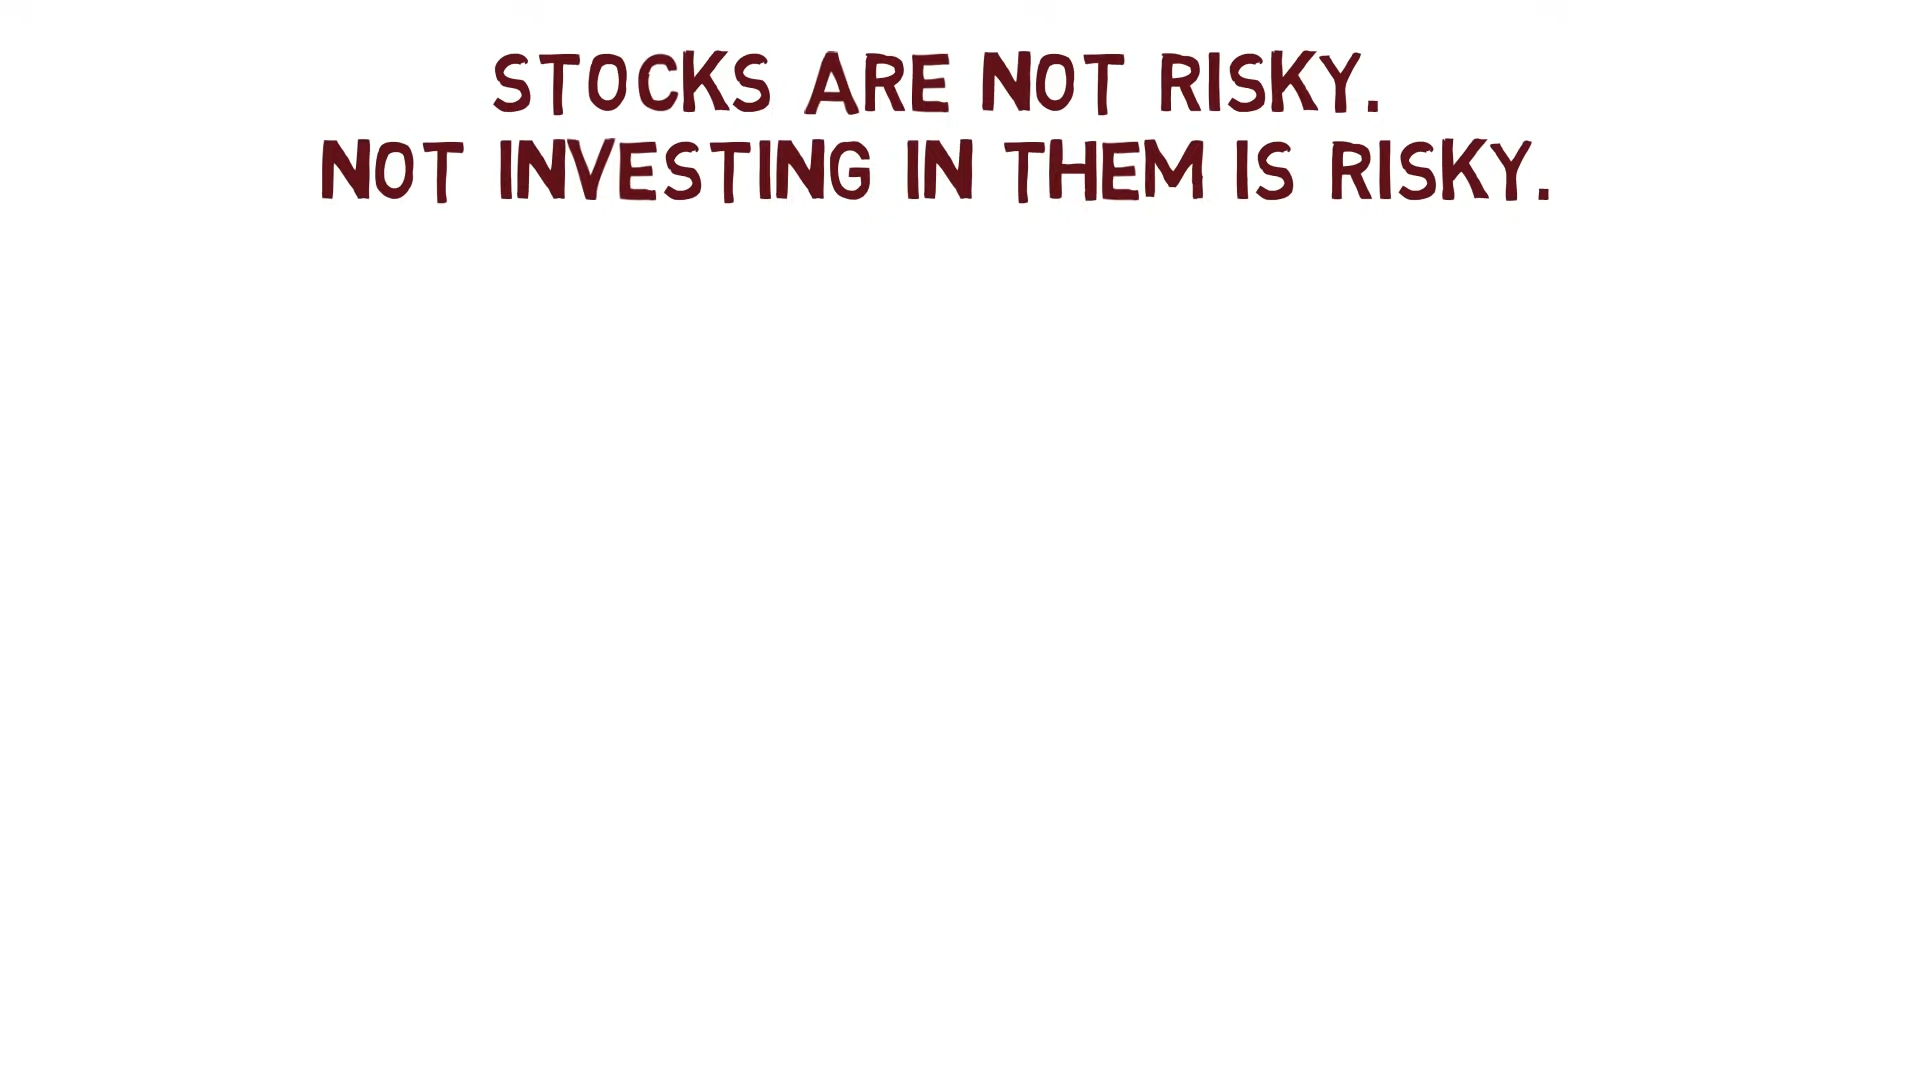 STOCKS ARE NOT RISKY.
NOT INVESTING IN THEM IS RISKY.